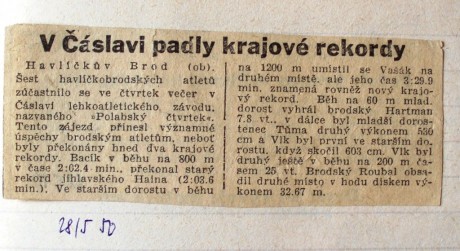 V Čáslavi padly krajové rekordy
Havlíčkův Brod (ob).
Šest havlíčkobrodských atletů
zúčastnilo se ve čtvrtek večer v
Čáslavi lehkoatletického závodu,
nazvaného »Polabský čtvrtek«.
Tento zájezd přinesl významné
úspěchy brodským atletům, neboť
byly překonány hned dva krajové
rekordy. Bacík v běhu na 800 m
v čase 2:02.4 min., překonal starý
rekord jihlavského Haina (2:03.6
min.). Ve starším dorostu v běhu
na 1200 m umístil se Vašák na
druhém místě, ale jeho čas 3:29.9
min. znamená rovněž nový krajo-
vý rekord. Běh na 60 m mlad.
dorost vyhrál brodský Hartman
7.8 vt., v dálce byl mladší doros-
tenec Tůma druhý výkonem 530
cm a Vlk byl první ve starším do-
rostu, když skočil 603 cm. Vlk byl
druhý ještě v běhu na 200 m ča-
sem 25 vt. Brodský Roubal obsa-
dil druhé místo v hodu diskem vý-
konem 32.67 m.
28/5 50